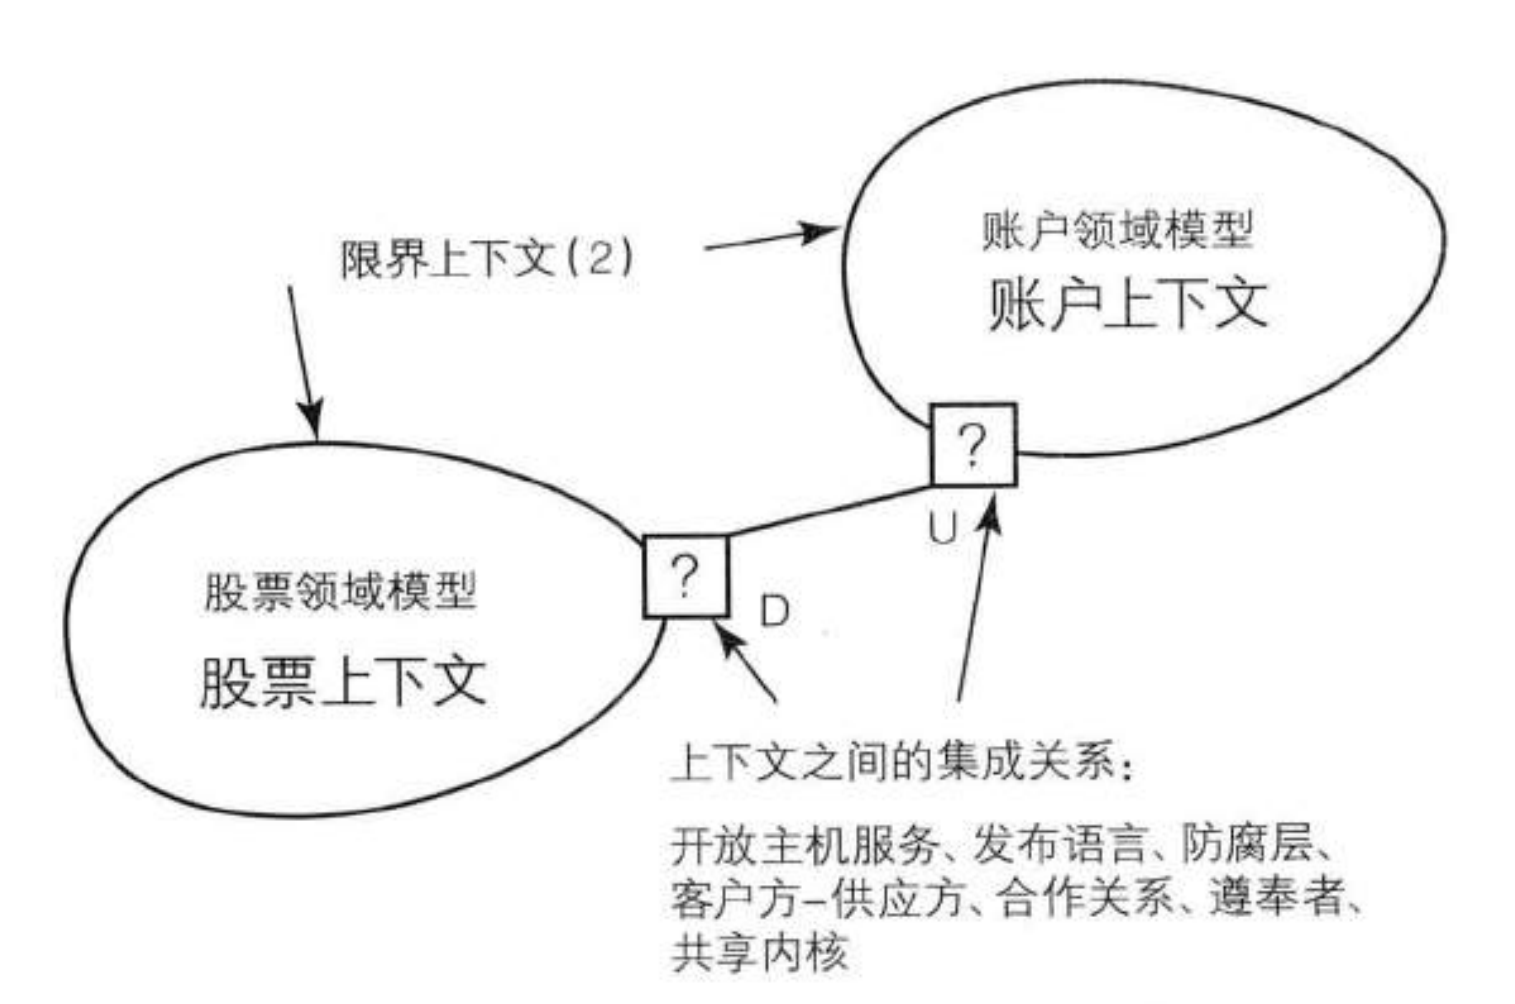 账户领域模型
账户上下文
限界上下文(2)
?
U
?
D
股票领域模型
股票上下文
上下文之间的集成关系：
开放主机服务、发布语言、防腐层、
客户方-供应方、合作关系、遵奉者、
共享内核